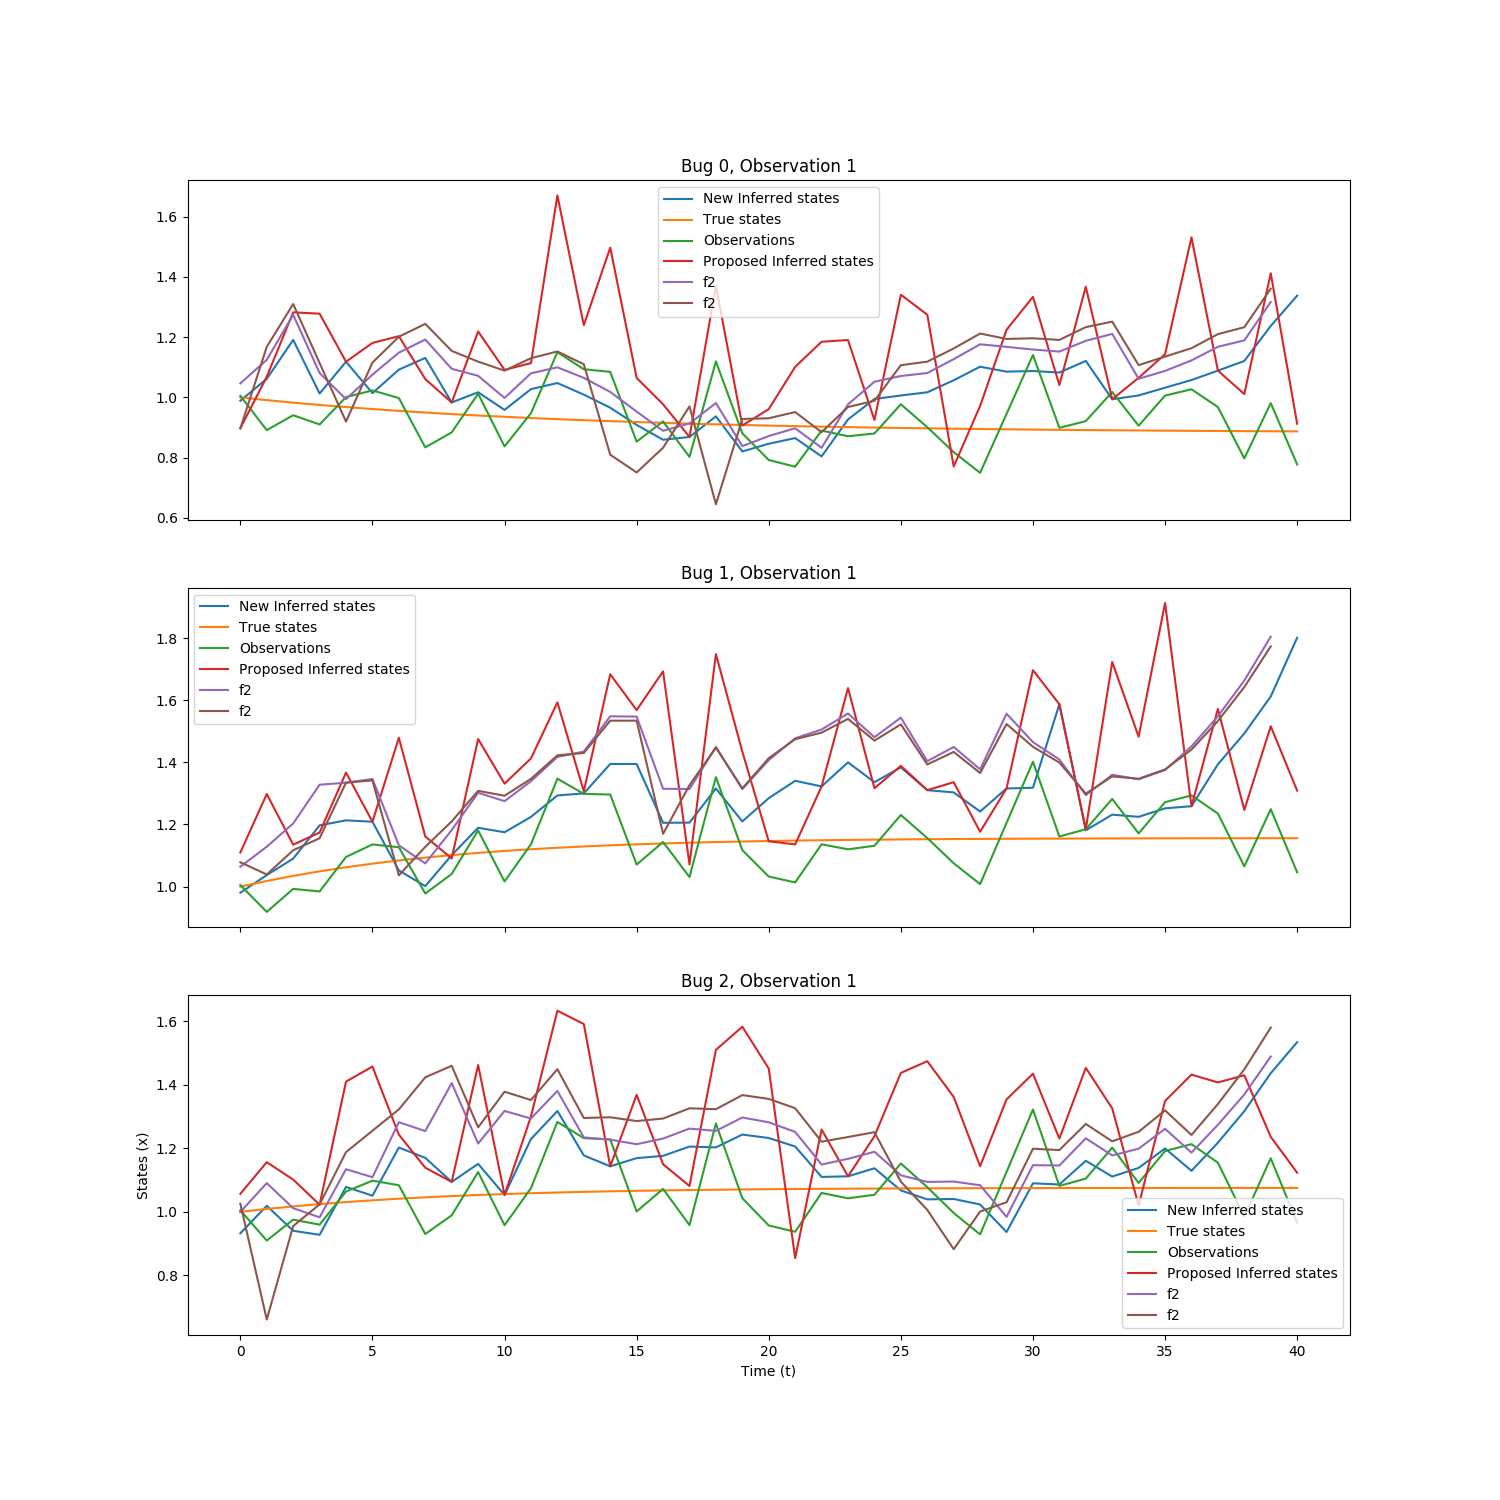 Bug 0, Observation 1
New Inferred states
True states
Observations
Proposed Inferred states
f2
f2
1.6
1.4
1.2
1.0
0.8
0.6
Bug 1, Observation 1
New Inferred states
True states
Observations
Proposed Inferred states
f2
f2
1.8
1.6
1.4
1.2
1.0
Bug 2, Observation 1
1.6
1.4
1.2
1.0
0.8
States (x)
New Inferred states
True states
Observations
Proposed Inferred states
f2
f2
0 5 10 15 20 25 30 35 40
Time (t)